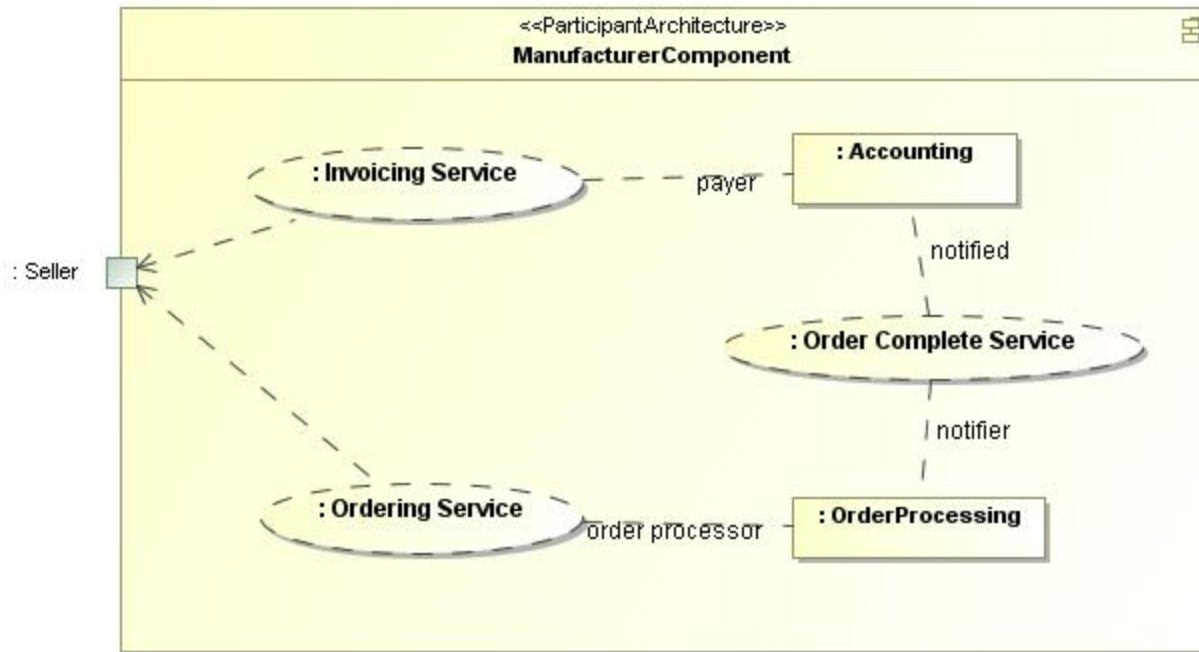 <<ParticipantArchitecture>>
ManufacturerComponent
: Invoicing Service
: Accounting
payer
notified
: Seller
: Order Complete Service
notifier
: Ordering Service
: OrderProcessing
order processor